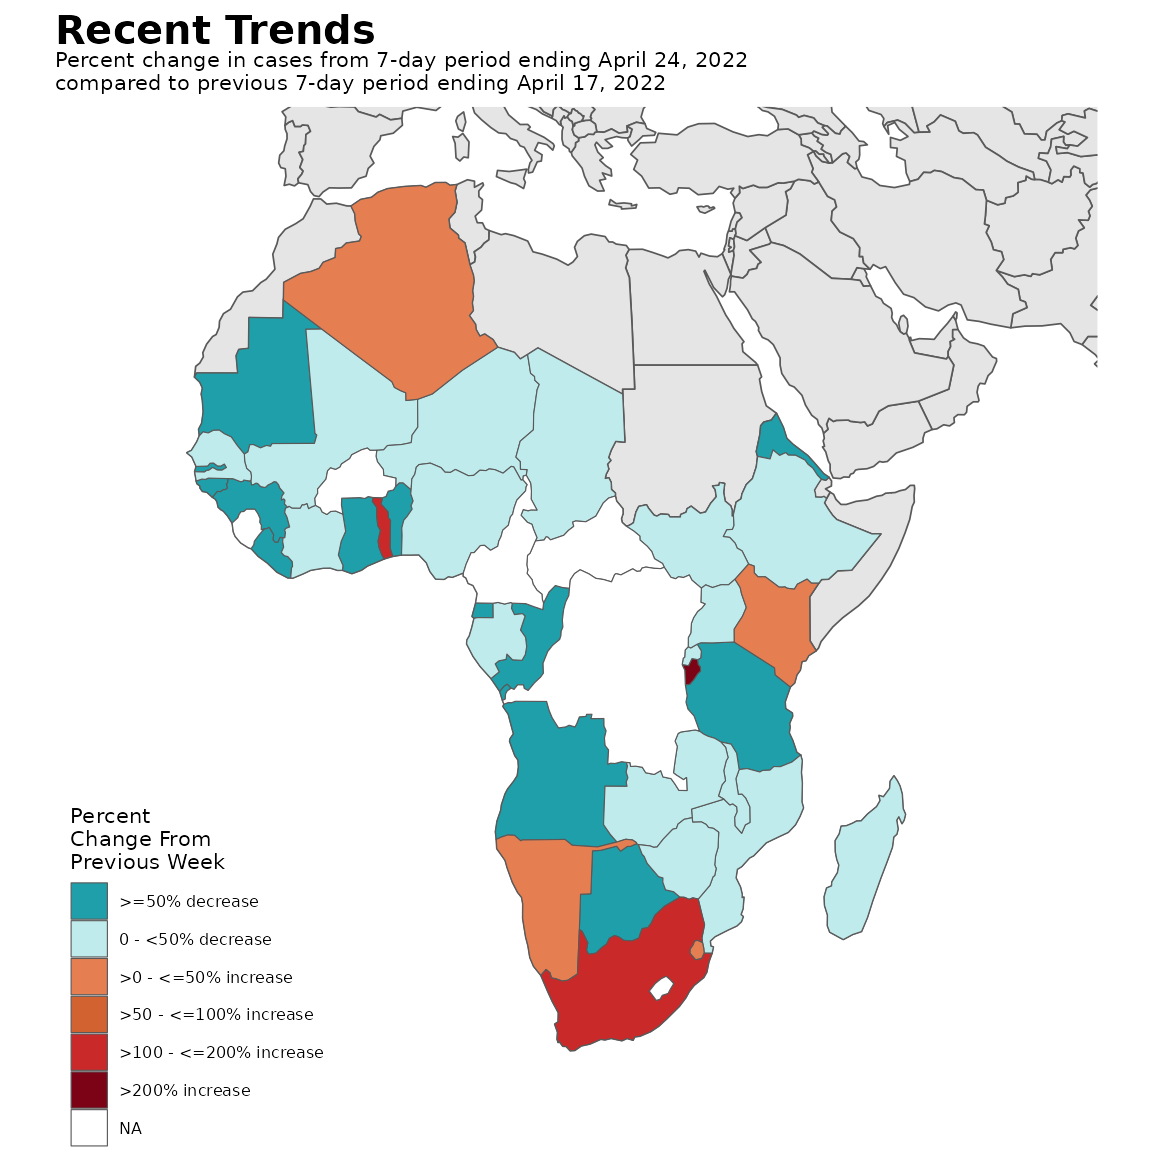 Recent Trends
Percent change in cases from 7-day period ending April 24, 2022
compared to previous 7-day period ending April 17, 2022
Percent
Change From
Previous Week
>=50% decrease
0 - <50% decrease
>0 - <=50% increase
>50 - <=100% increase
>100 - <=200% increase
>200% increase
NA